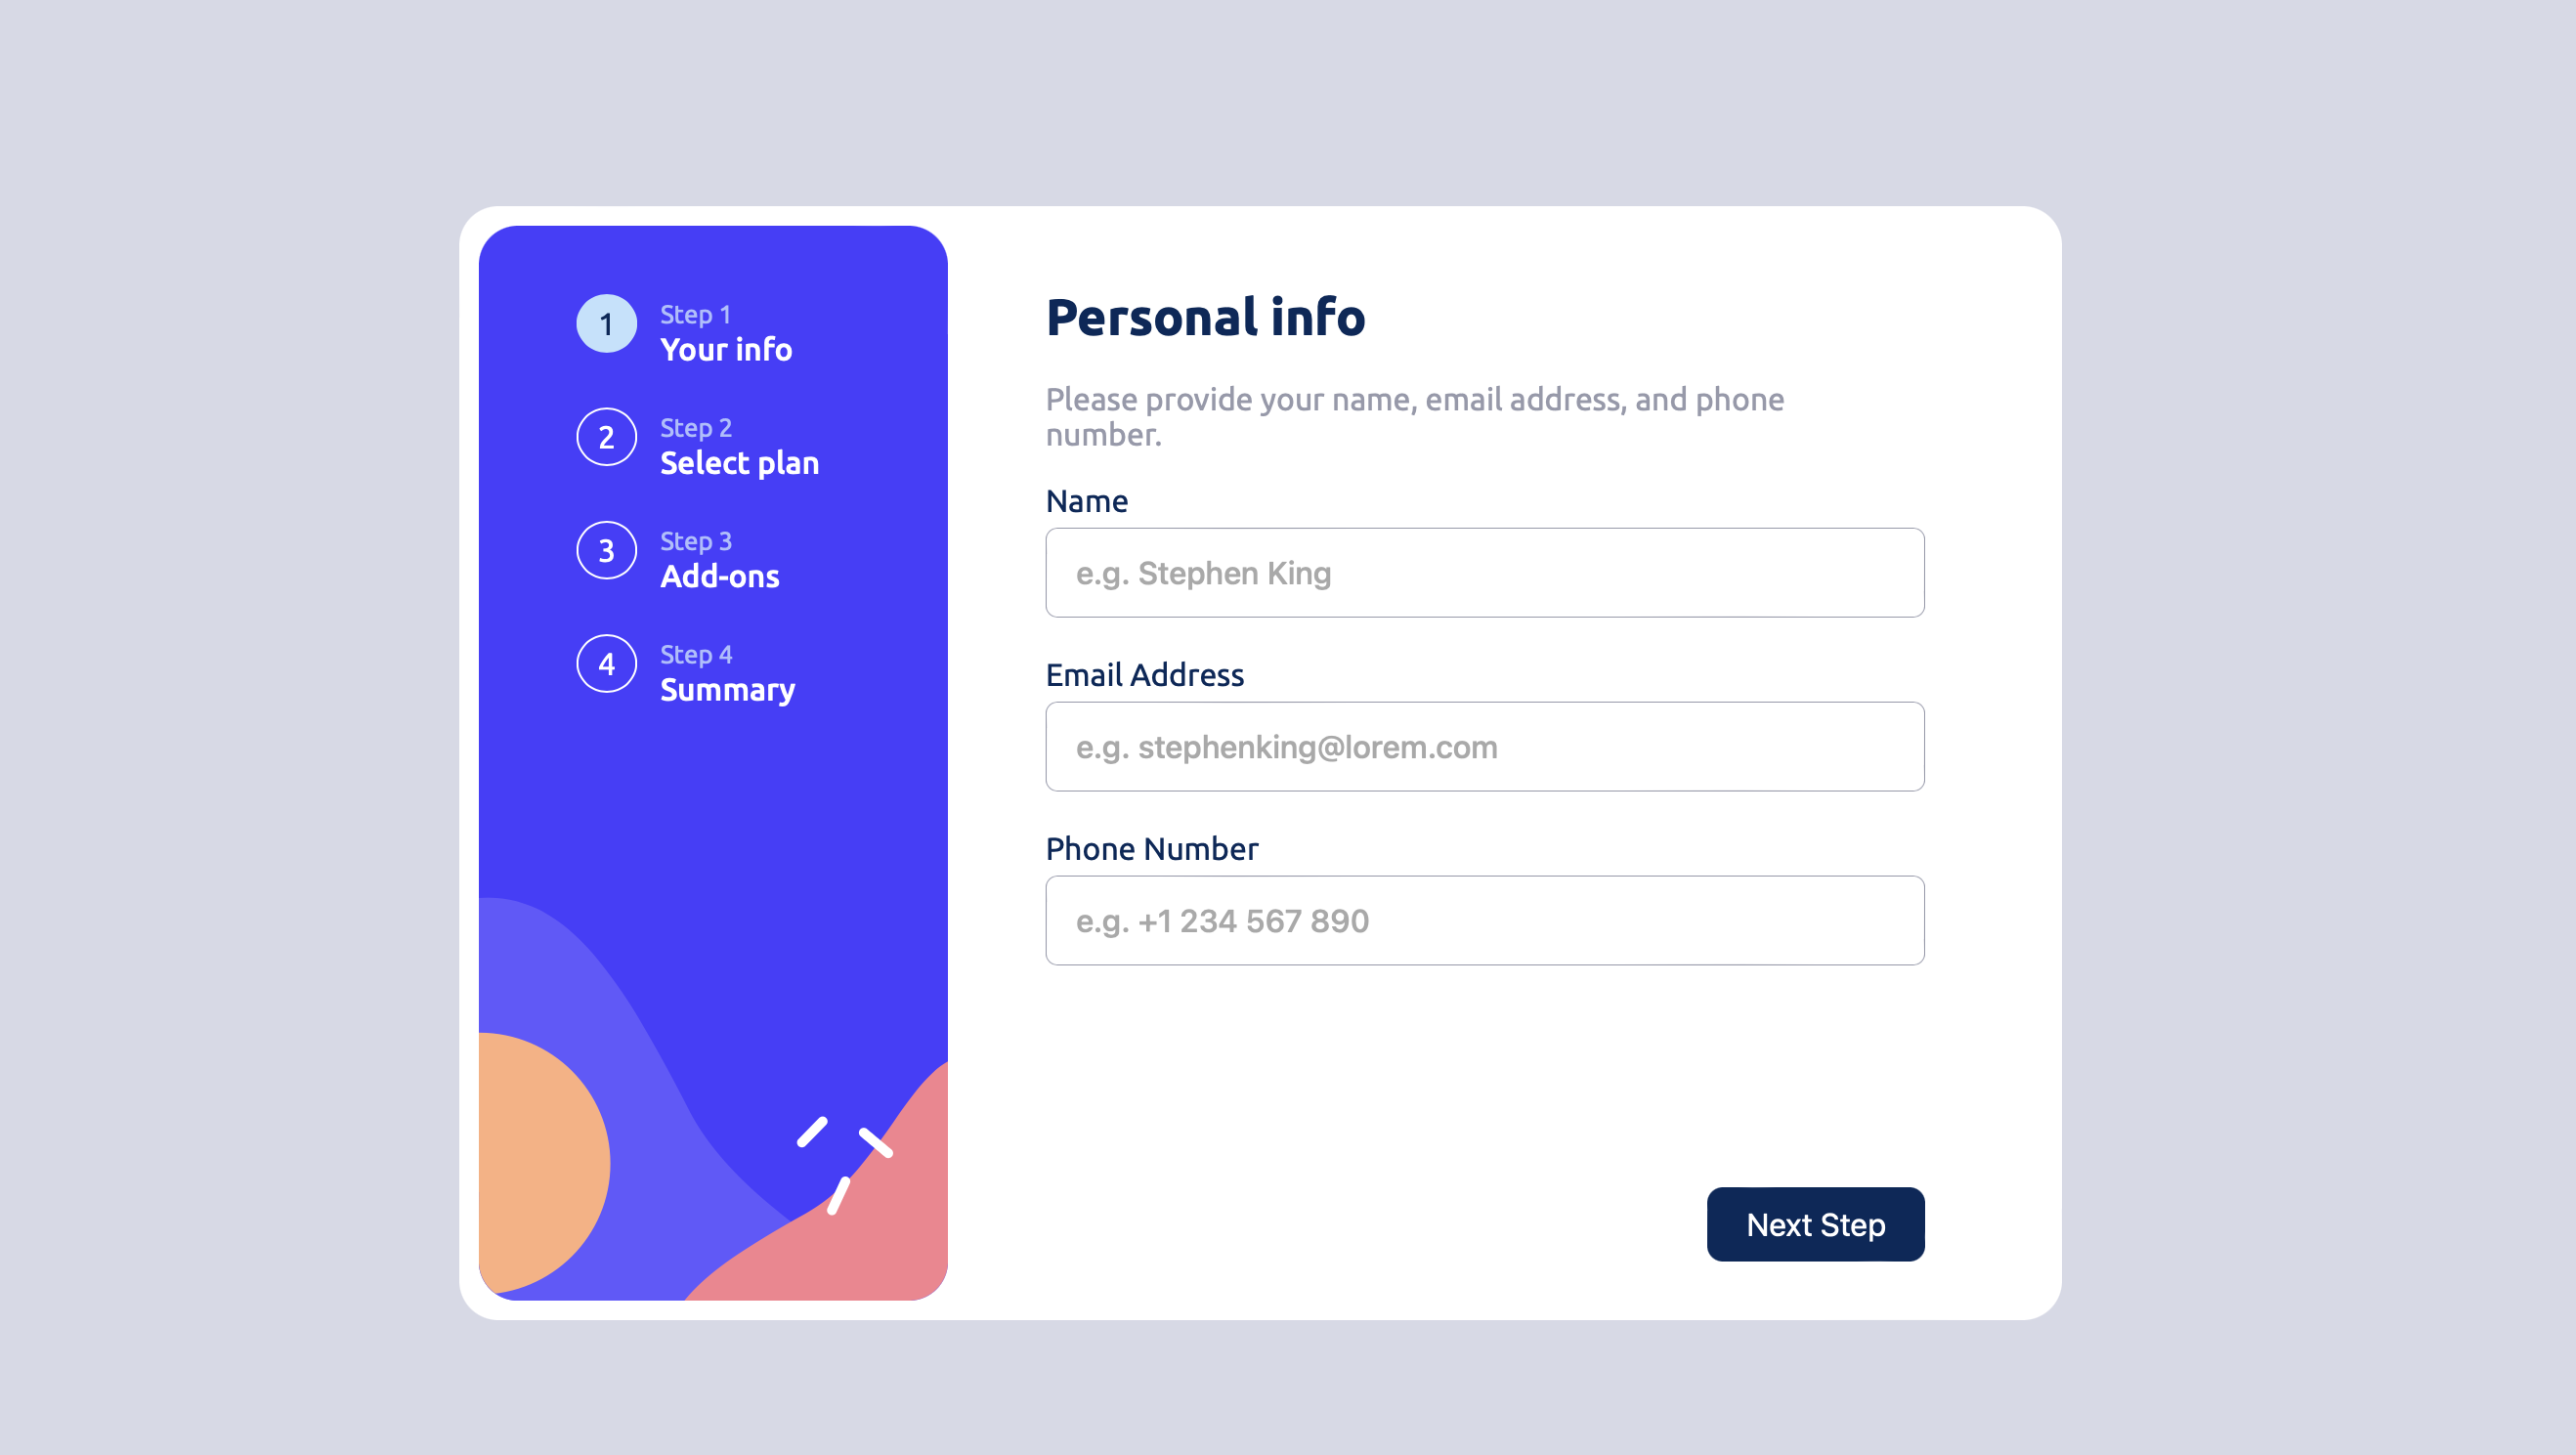 1
Step 1
Your info
2
Step 2
Select plan
3
Step 3
Add-ons
4
Step 4
Summary
Personal info
Please provide your name, email address, and phone
number.
Name
e.g. Stephen King
Email Address
e.g. stephenking@lorem.com
Phone Number
e.g. +1 234 567 890
Next Step